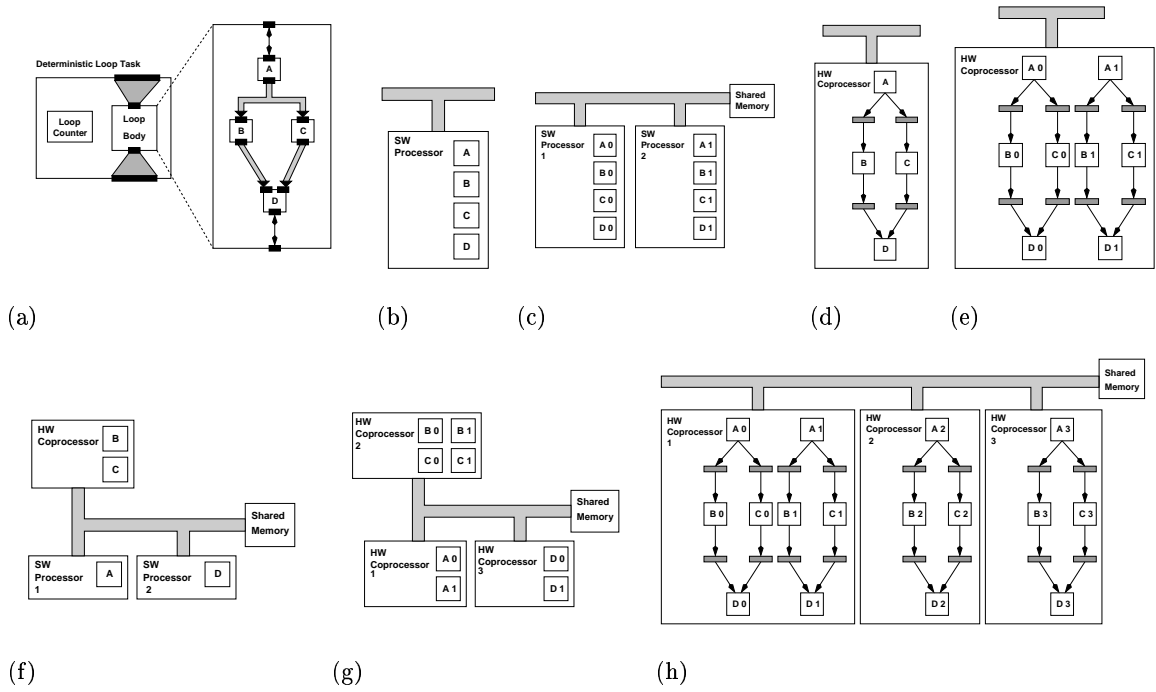 Deterministic Loop Task
Loop
Counter
Loop
Body
A
B
C
D
(a)
SW
Processor
A
B
C
D
(b)
Shared
Memory
SW
Processor
1
A 0
B 0
C 0
D 0
SW
Processor
2
A 1
B 1
C 1
D 1
(c)
HW
Coprocessor
A
B
C
D
(d)
HW
Coprocessor
A 0
A 1
B 0
C 0
B 1
C 1
D 0
D 1
(e)
HW
Coprocessor
B
C
Shared
Memory
SW
Processor
1
A
SW
Processor
2
D
(f)
HW
Coprocessor
2
B 0
B 1
C 0
C 1
Shared
Memory
HW
Coprocessor
1
A 0
A 1
HW
Coprocessor
3
D 0
D 1
(g)
Shared
Memory
HW
Coprocessor
1
A 0
A 1
B 0
C 0
B 1
C 1
D 0
D 1
HW
Coprocessor
2
A 2
B 2
C 2
D 2
HW
Coprocessor
3
A 3
B 3
C 3
D 3
(h)